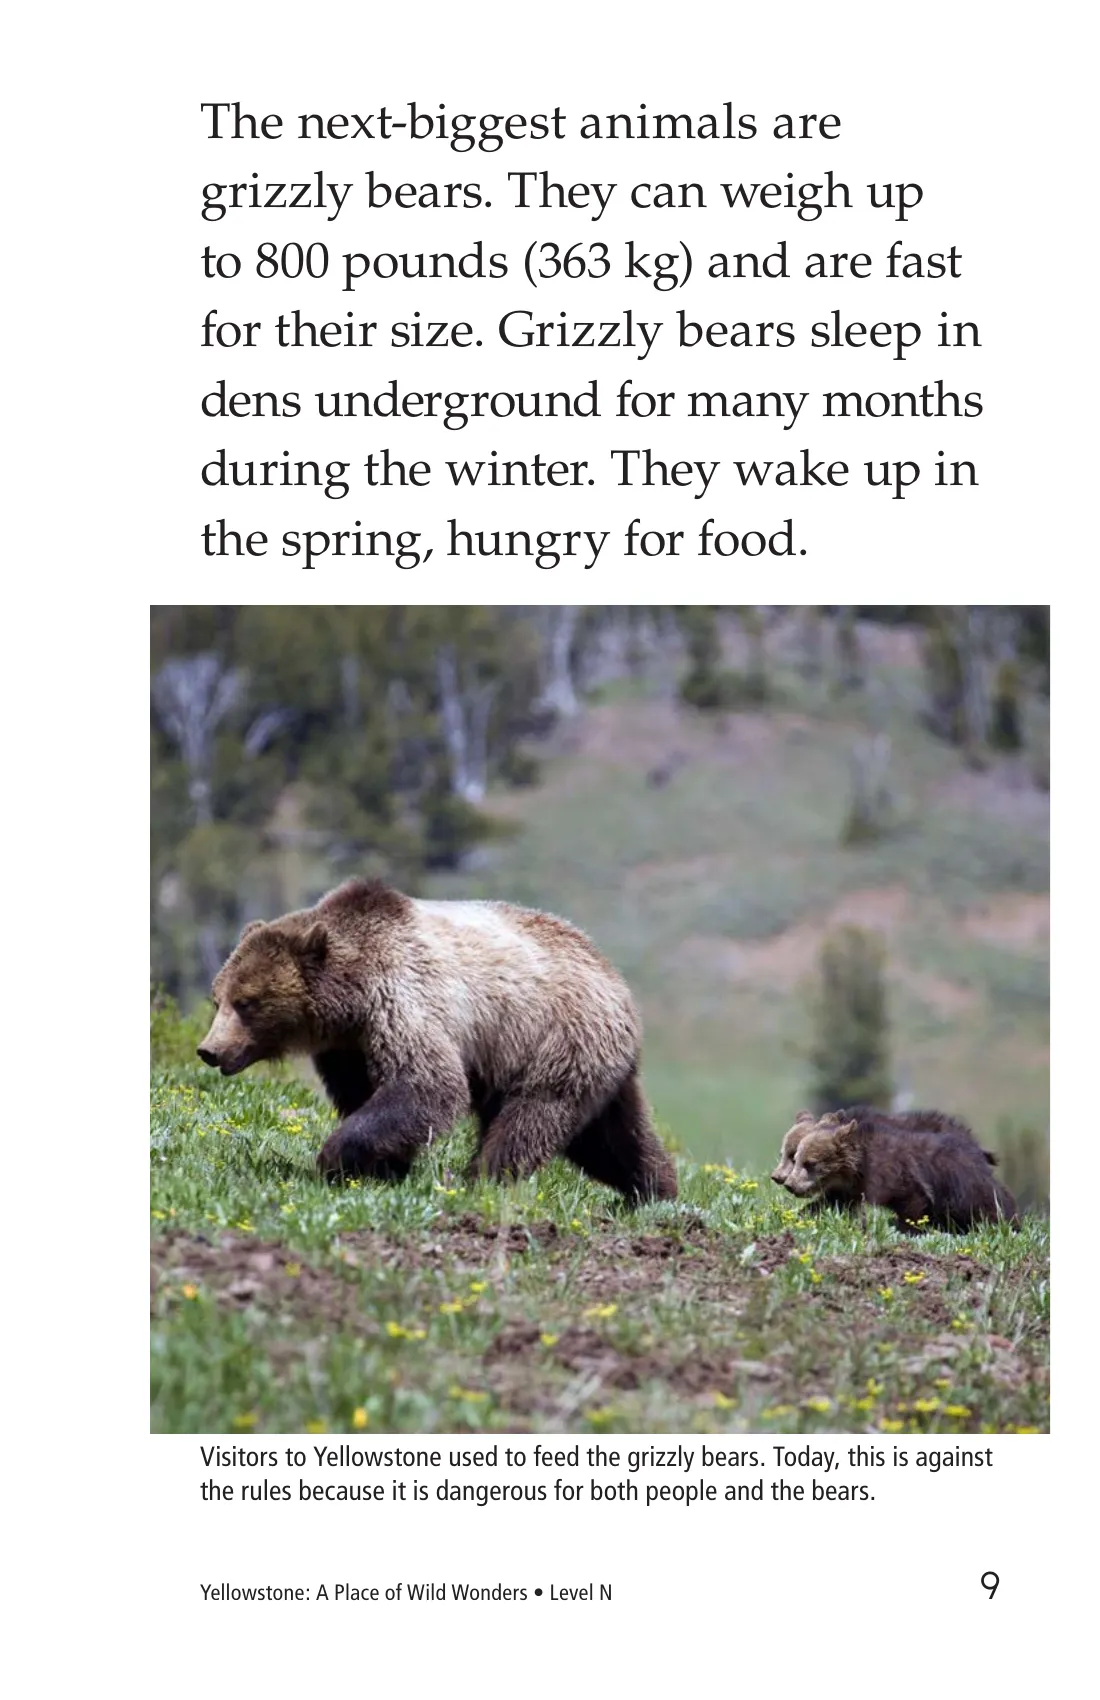 The next-biggest animals are
grizzly bears. They can weigh up
to 800 pounds (363 kg) and are fast
for their size. Grizzly bears sleep in
dens underground for many months
during the winter. They wake up in
the spring, hungry for food.
Visitors to Yellowstone used to feed the grizzly bears. Today, this is against
the rules because it is dangerous for both people and the bears.
Yellowstone: A Place of Wild Wonders • Level N
9